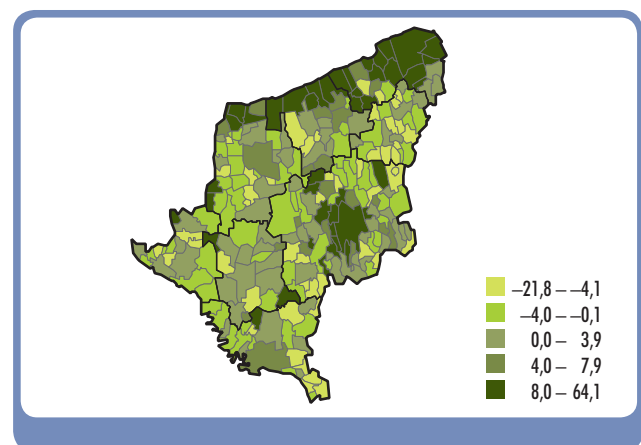 –21,8 – –4,1
–4,0 – –0,1
0,0 – 3,9
4,0 – 7,9
8,0 – 64,1